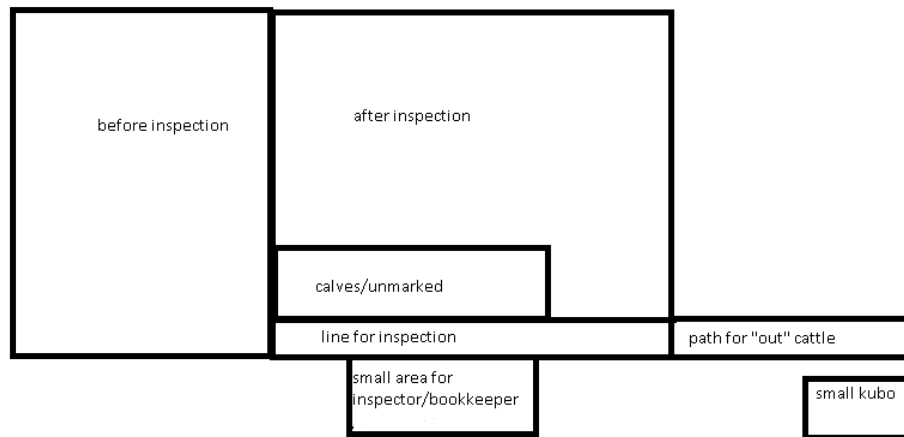 before inspection
after inspection
calves/unmarked
line for inspection
path for "out" cattle
small area for
inspector/bookkeeper
small kubo